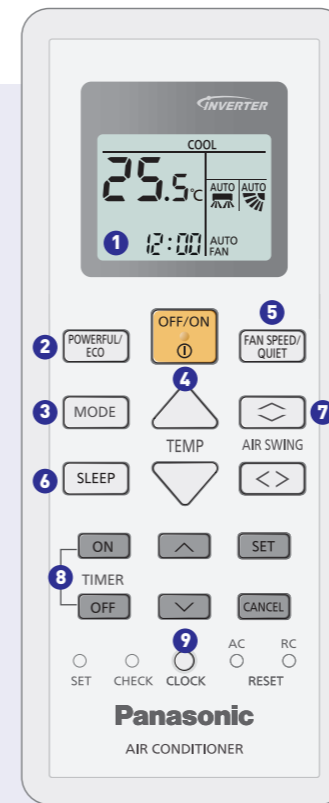 INVERTER
COOL
25.5°C
AUTO AUTO
1 12:00 AUTO
FAN
5
2 POWERFUL/
ECO
OFF/ON
FAN SPEED/
QUIET
4
3 MODE
7
TEMP
AIR SWING
6 SLEEP
ON
SET
8 TIMER
OFF
CANCEL
9
AC RC
SET CHECK CLOCK RESET
Panasonic
AIR CONDITIONER